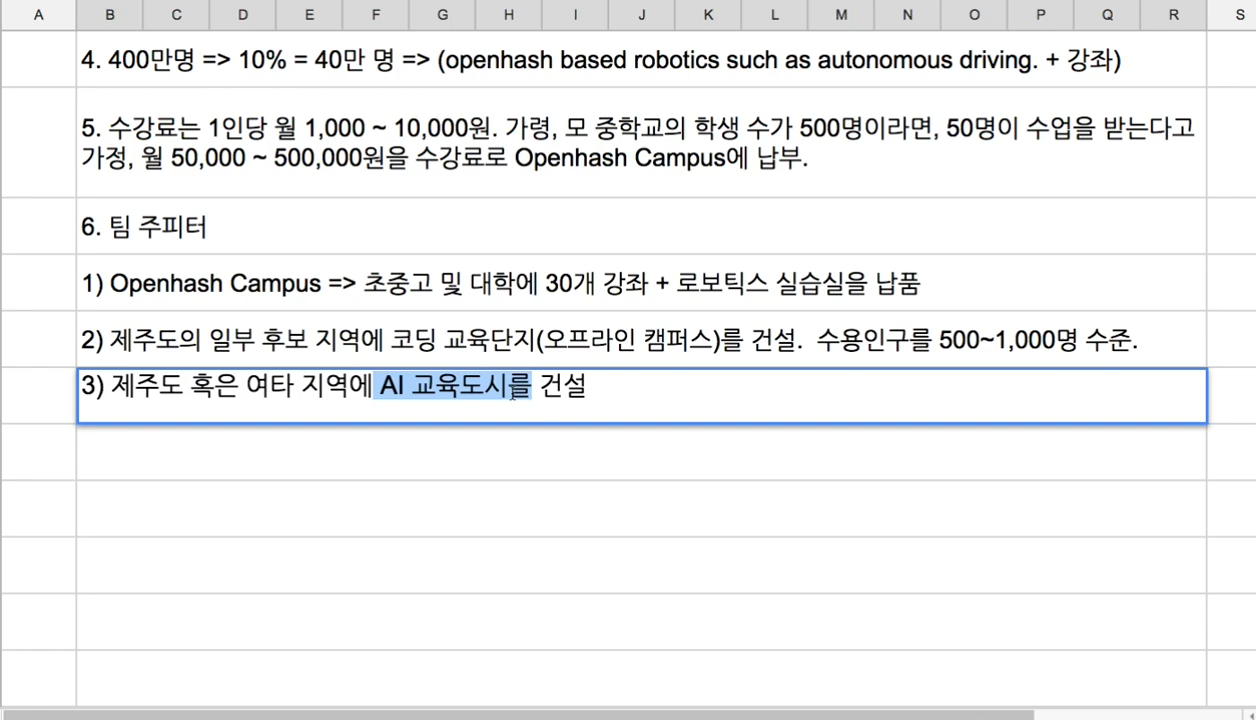 A B C D E F G H I J K L M N O P Q R S
4. 400만명 => 10% = 40만 명 => (openhash based robotics such as autonomous driving. + 강좌)
5. 수강료는 1인당 월 1,000 ~ 10,000원. 가령, 모 중학교의 학생 수가 500명이라면, 50명이 수업을 받는다고
가정, 월 50,000 ~ 500,000원을 수강료로 Openhash Campus에 납부.
6. 팀 주피터
1) Openhash Campus => 초중고 및 대학에 30개 강좌 + 로보틱스 실습실을 납품
2) 제주도의 일부 후보 지역에 코딩 교육단지(오프라인 캠퍼스)를 건설. 수용인구를 500~1,000명 수준.
3) 제주도 혹은 여타 지역에 AI 교육도시를 건설